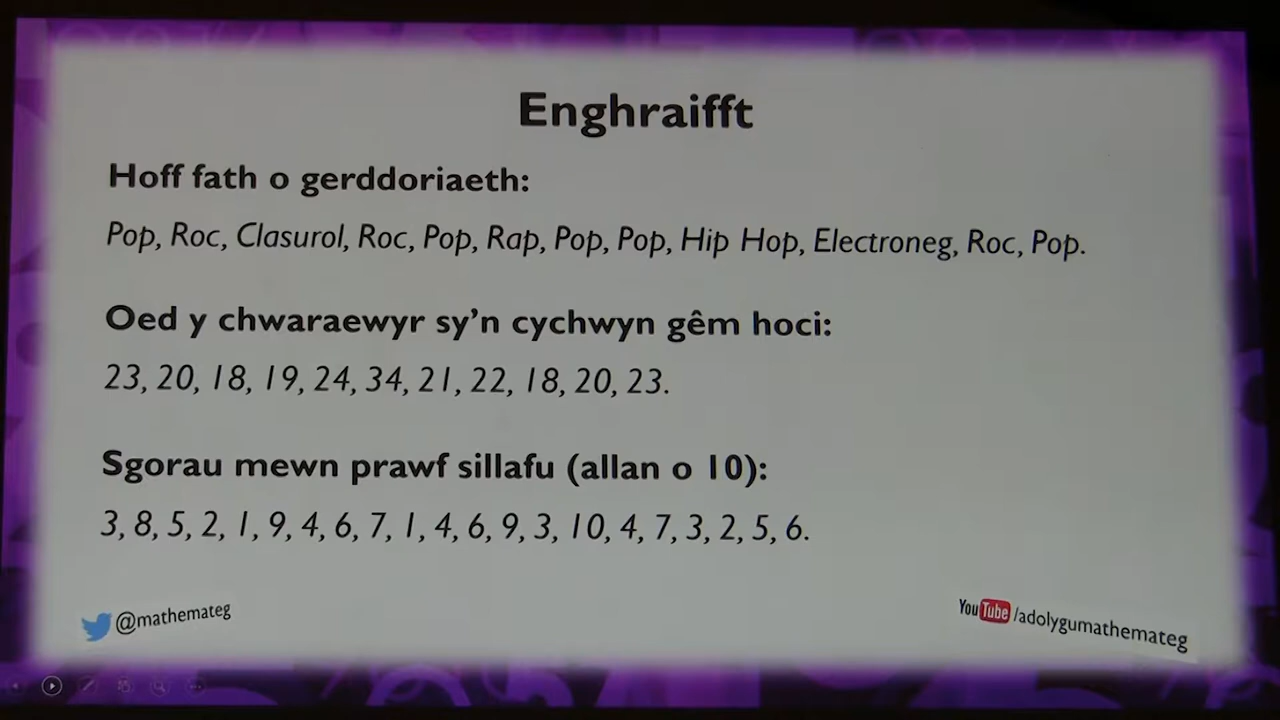 Enghraifft
Hoff fath o gerddoriaeth:
Pop, Roc, Clasurol, Roc, Pop, Rap, Pop, Pop, Hip Hop, Electroneg, Roc, Pop.
Oed y chwaraewyr sy’n cychwyn gêm hoci:
23, 20, 18, 19, 24, 34, 21, 22, 18, 20, 23.
Sgorau mewn prawf sillafu (allan o 10):
3, 8, 5, 2, 1, 9, 4, 6, 7, 1, 4, 6, 9, 3, 10, 4, 7, 3, 2, 5, 6.
@mathemateg
YouTube /adolygumathemateg